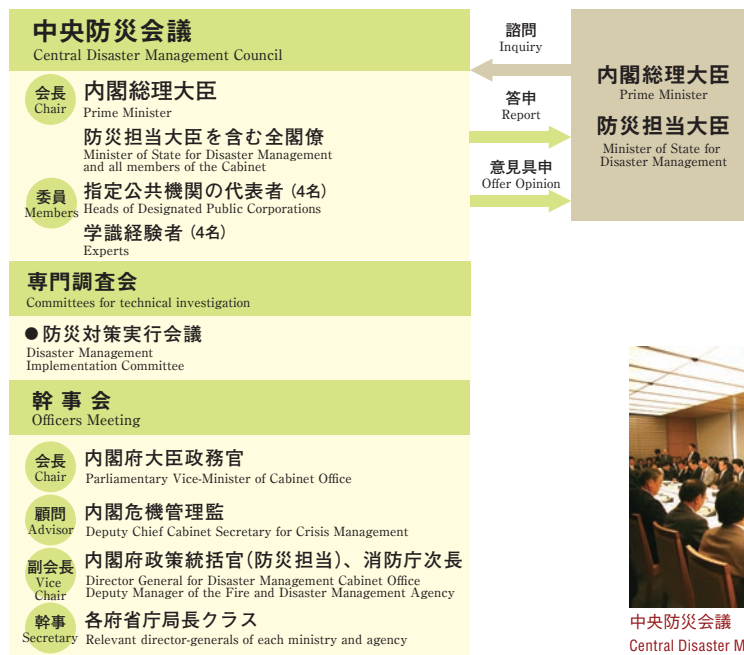 中央防災会議
Central Disaster Management Council
会長
Chair
内閣総理大臣
Prime Minister
防災担当大臣を含む全閣僚
Minister of State for Disaster Management
and all members of the Cabinet
委員
Members
指定公共機関の代表者（4名）
Heads of Designated Public Corporations
学識経験者（4名）
Experts
諮問
Inquiry
答申
Report
意見具申
Offer Opinion
内閣総理大臣
Prime Minister
防災担当大臣
Minister of State for
Disaster Management
専門調査会
Committees for technical investigation
●防災対策実行会議
Disaster Management
Implementation Committee
幹事会
Officers Meeting
会長
Chair
内閣府大臣政務官
Parliamentary Vice-Minister of Cabinet Office
顧問
Advisor
内閣危機管理監
Deputy Chief Cabinet Secretary for Crisis Management
副会長
Vice
Chair
内閣府政策統括官（防災担当）、消防庁次長
Director General for Disaster Management Cabinet Office
Deputy Manager of the Fire and Disaster Management Agency
幹事
Secretary
各府省庁局長クラス
Relevant director-generals of each ministry and agency
中央防災会議
Central Disaster M